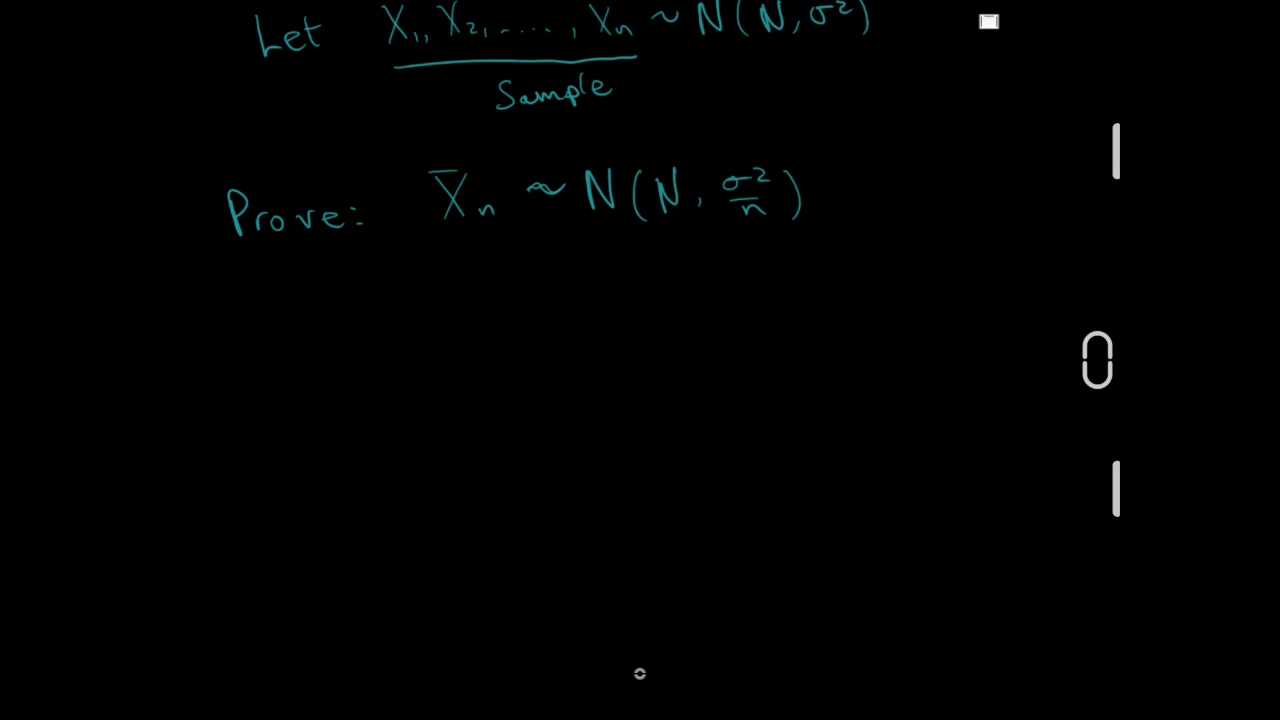 Let X₁, X₂, ...., Xₙ ~ N(N, σ²)
Sample
Prove: X̄ₙ ~ N(N, σ²/n)